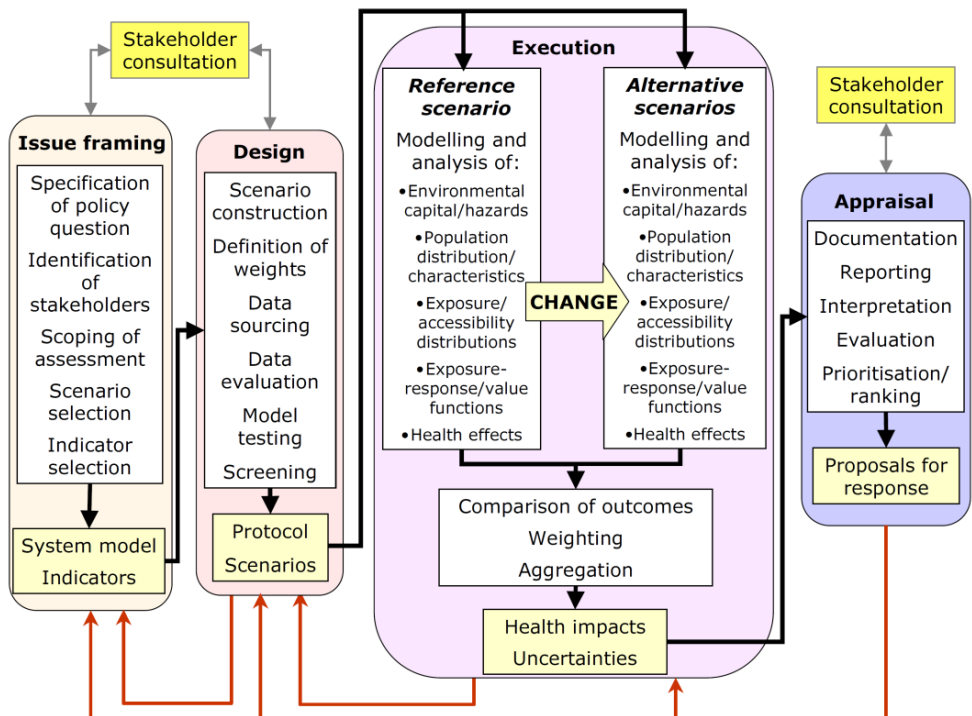 Stakeholder
consultation
Issue framing
Specification
of policy
question
Identification
of
stakeholders
Scoping of
assessment
Scenario
selection
Indicator
selection
System model
Indicators
Design
Scenario
construction
Definition of
weights
Data
sourcing
Data
evaluation
Model
testing
Screening
Protocol
Scenarios
Execution
Reference
scenario
Modelling and
analysis of:
•Environmental
capital/hazards
•Population
distribution/
characteristics
•Exposure/
accessibility
distributions
•Exposure-
response/value
functions
•Health effects
CHANGE
Alternative
scenarios
Modelling and
analysis of:
•Environmental
capital/hazards
•Population
distribution/
characteristics
•Exposure/
accessibility
distributions
•Exposure-
response/value
functions
•Health effects
Comparison of outcomes
Weighting
Aggregation
Health impacts
Uncertainties
Stakeholder
consultation
Appraisal
Documentation
Reporting
Interpretation
Evaluation
Prioritisation/
ranking
Proposals for
response